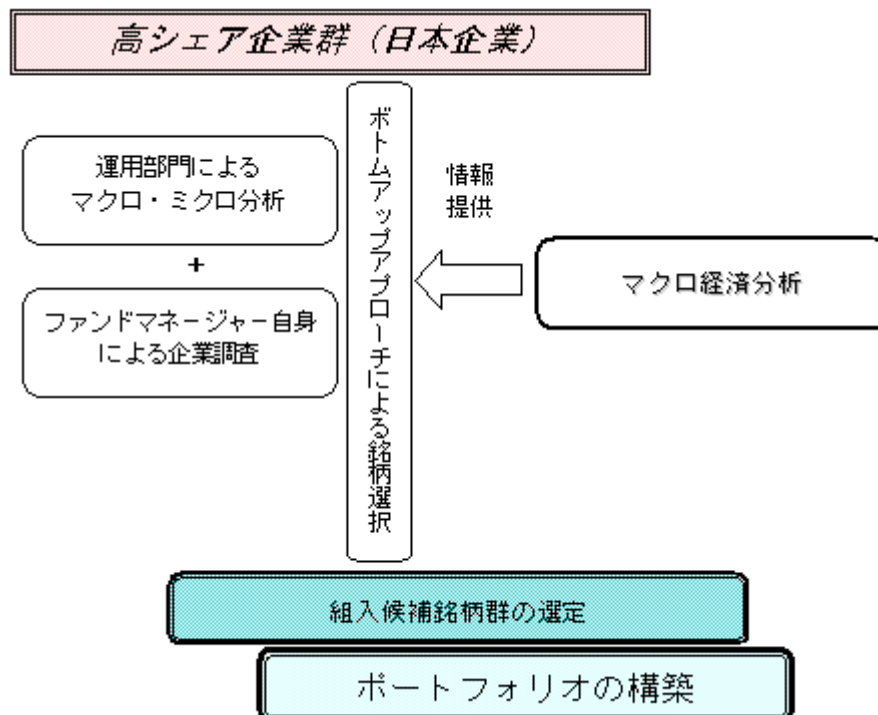 高シェア企業群（日本企業）
運用部門による
マクロ・ミクロ分析
+
ファンドマネージャー自身
による企業調査
ボトムアップアプローチによる銘柄選択
情報
提供
マクロ経済分析
組入候補銘柄群の選定
ポートフォリオの構築